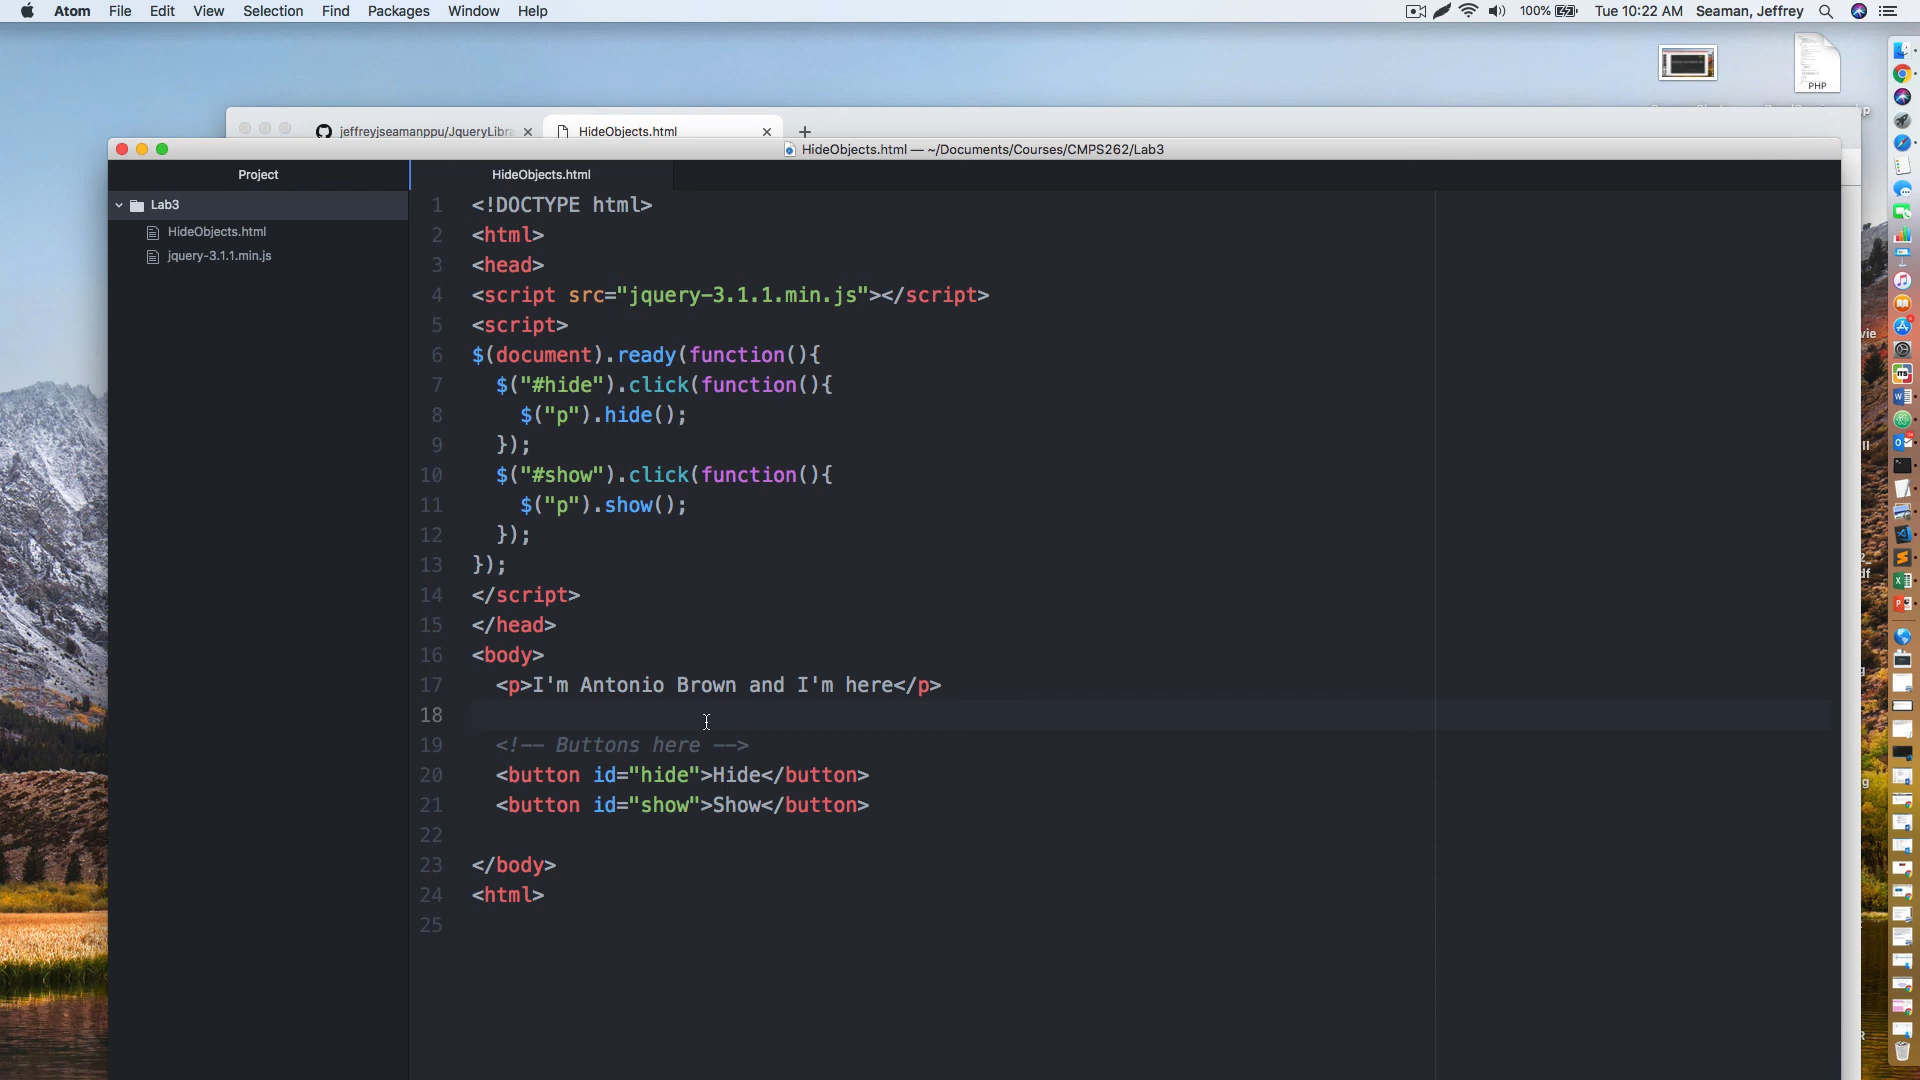 Atom File Edit View Selection Find Packages Window Help 100% Tue 10:22 AM Seaman, Jeffrey
PHP
jeffreyjseamanppu/JqueryLibra HideObjects.html
HideObjects.html — ~/Documents/Courses/CMPS262/Lab3
Project
HideObjects.html
Lab3
HideObjects.html
jquery-3.1.1.min.js
1 <!DOCTYPE html>
2 <html>
3 <head>
4 <script src="jquery-3.1.1.min.js"></script>
5 <script>
6 $(document).ready(function(){
7 $("#hide").click(function(){
8 $("p").hide();
9 });
10 $("#show").click(function(){
11 $("p").show();
12 });
13 });
14 </script>
15 </head>
16 <body>
17 <p>I'm Antonio Brown and I'm here</p>
18
19 <!-- Buttons here -->
20 <button id="hide">Hide</button>
21 <button id="show">Show</button>
22
23 </body>
24 <html>
25